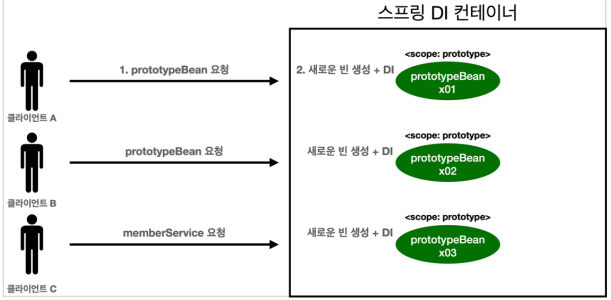 스프링 DI 컨테이너
<scope: prototype>
1. prototypeBean 요청
2. 새로운 빈 생성 + DI
prototypeBean
x01
클라이언트 A
<scope: prototype>
prototypeBean 요청
새로운 빈 생성 + DI
prototypeBean
x02
클라이언트 B
<scope: prototype>
memberService 요청
새로운 빈 생성 + DI
prototypeBean
x03
클라이언트 C